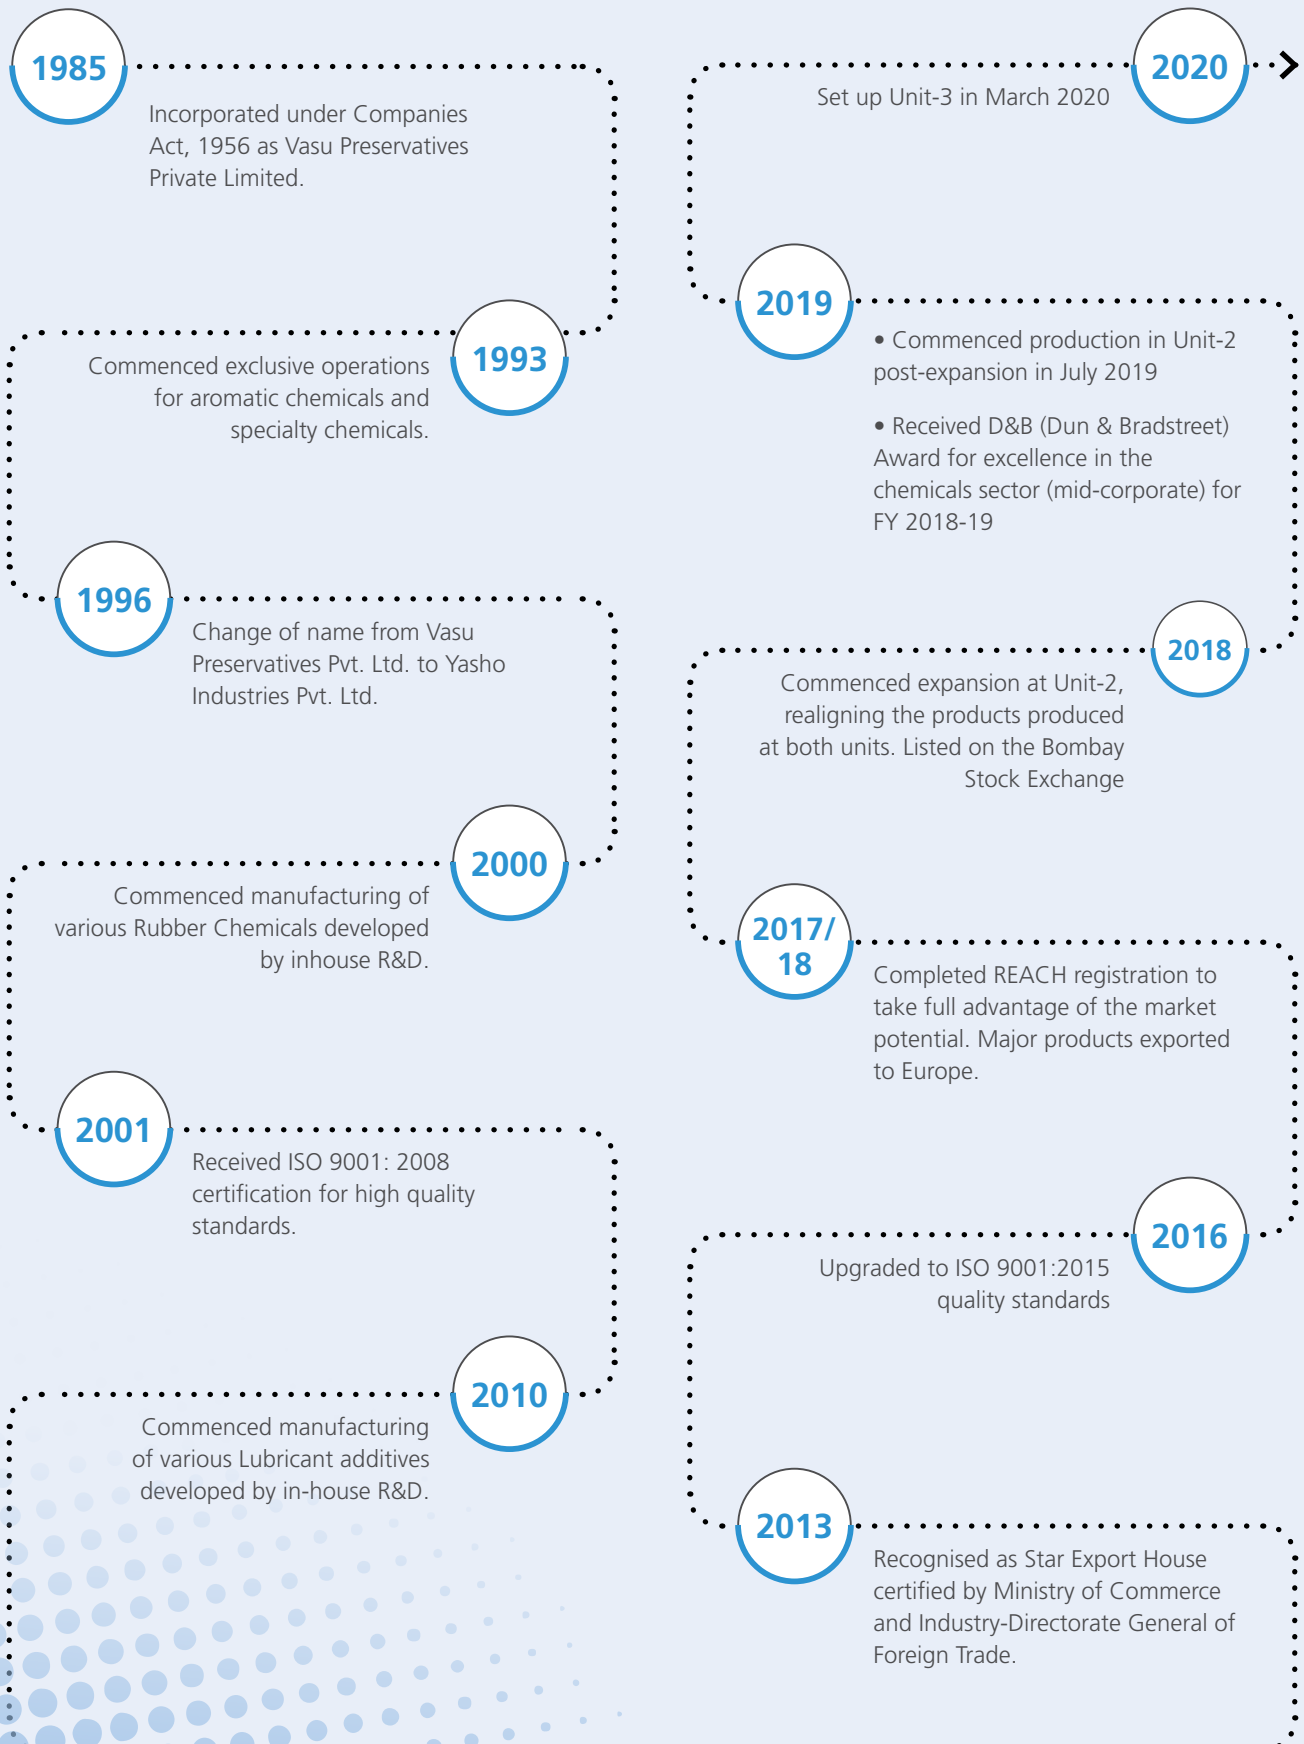 1985
Incorporated under Companies
Act, 1956 as Vasu Preservatives
Private Limited.
1993
Commenced exclusive operations
for aromatic chemicals and
specialty chemicals.
1996
Change of name from Vasu
Preservatives Pvt. Ltd. to Yasho
Industries Pvt. Ltd.
2000
Commenced manufacturing of
various Rubber Chemicals developed
by inhouse R&D.
2001
Received ISO 9001: 2008
certification for high quality
standards.
2010
Commenced manufacturing
of various Lubricant additives
developed by in-house R&D.
2013
Recognised as Star Export House
certified by Ministry of Commerce
and Industry-Directorate General of
Foreign Trade.
2016
Upgraded to ISO 9001:2015
quality standards
2017/
18
Completed REACH registration to
take full advantage of the market
potential. Major products exported
to Europe.
2018
Commenced expansion at Unit-2,
realigning the products produced
at both units. Listed on the Bombay
Stock Exchange
2019
• Commenced production in Unit-2
post-expansion in July 2019
• Received D&B (Dun & Bradstreet)
Award for excellence in the
chemicals sector (mid-corporate) for
FY 2018-19
2020
Set up Unit-3 in March 2020